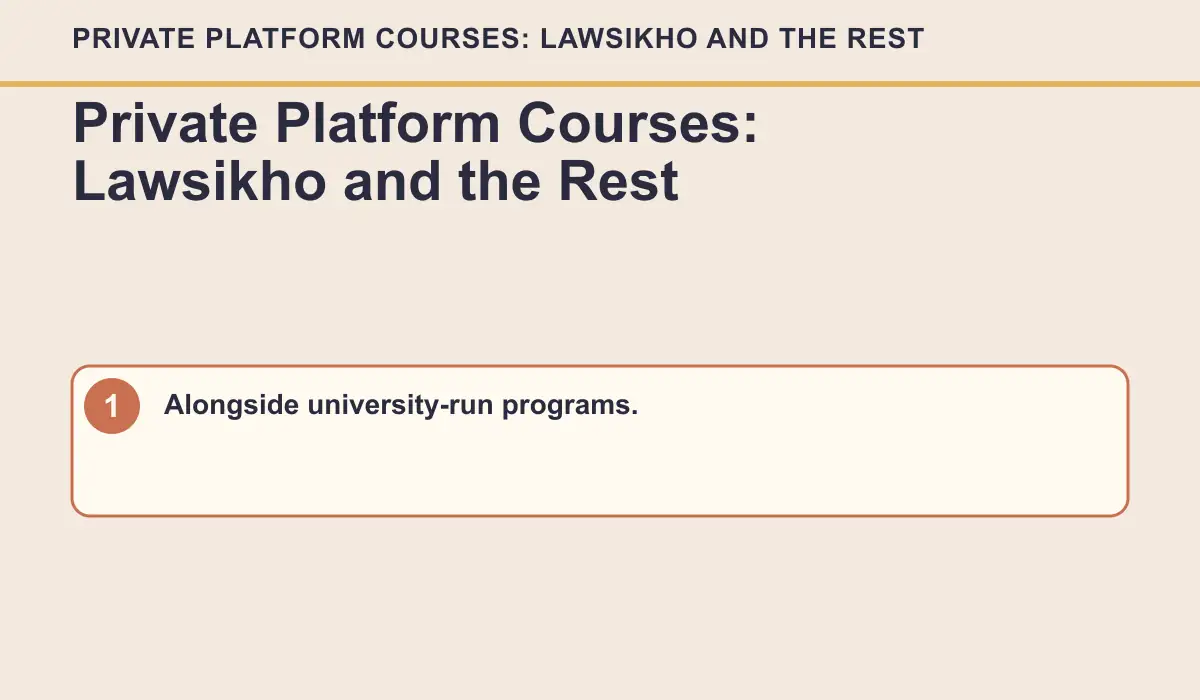 PRIVATE PLATFORM COURSES: LAWSIKHO AND THE REST
Private Platform Courses:
Lawsikho and the Rest
1 Alongside university-run programs.